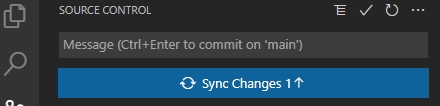 SOURCE CONTROL
Message (Ctrl+Enter to commit on 'main')
Sync Changes 1↑